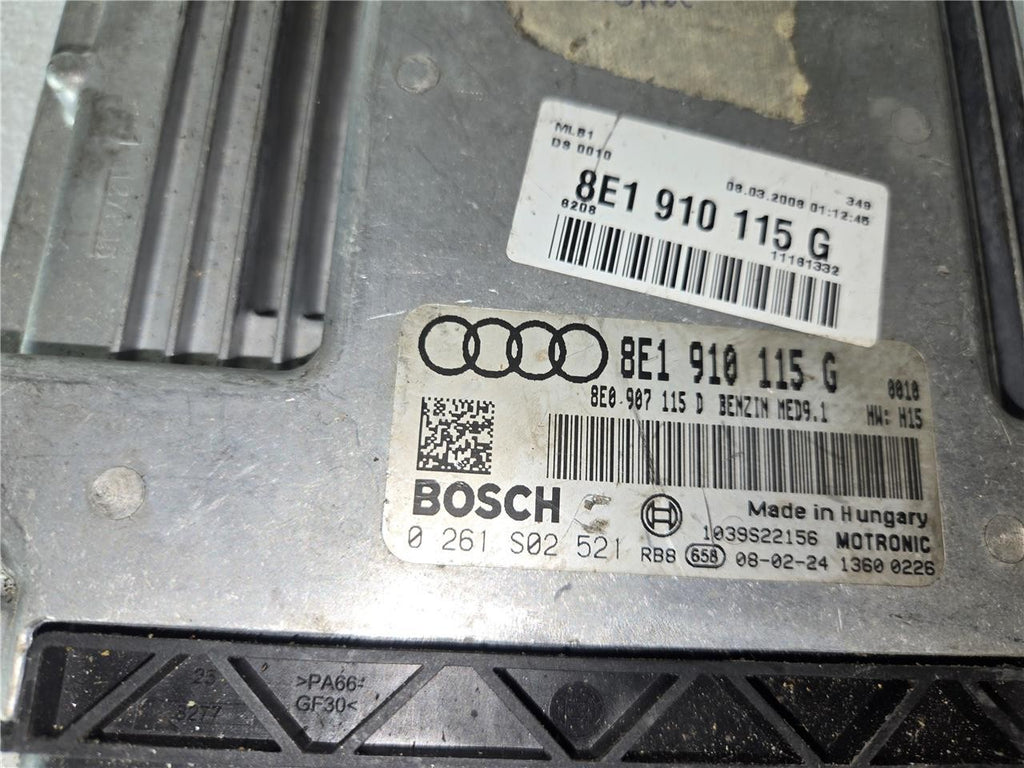 MLB1
D9 0010
09.03.2008 01:12:45
349
8E1 910 115 G
6208
11181332
8E1 910 115 G
0010
8E0 907 115 D BENZIN MED9.1
HW: H15
BOSCH
Made in Hungary
0 261 S02 521
1039S22156 MOTRONIC
RB8 658 08-02-24 1360 0226
>PA66-
GF30<